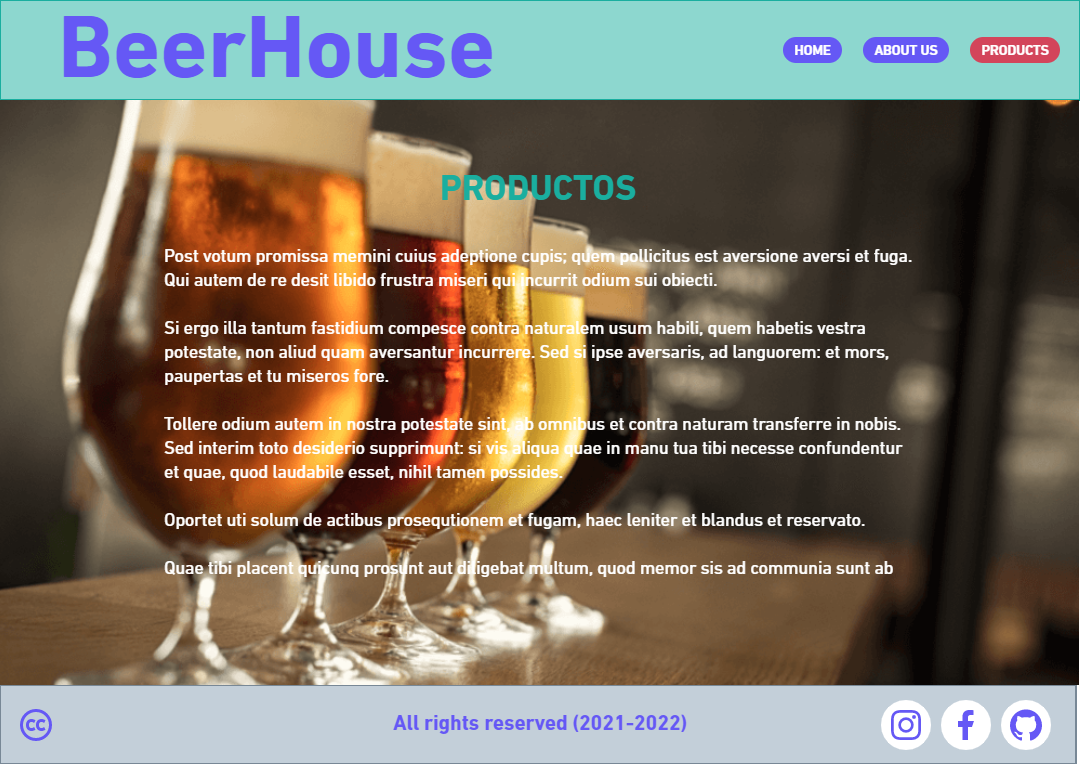 BeerHouse
HOME
ABOUT US
PRODUCTS
PRODUCTOS
Post votum promissa memini cuius adeptione cupis; quem pollicitus est aversione aversi et fuga.
Qui autem de re desit libido frustra miseri qui incurrit odium sui obiecti.
Si ergo illa tantum fastidium compesce contra naturalem usum habili, quem habetis vestra
potestate, non aliud quam aversantur incurrere. Sed si ipse aversaris, ad languorem: et mors,
paupertas et tu miseros fore.
Tollere odium autem in nostra potestate sint, ab omnibus et contra naturam transferre in nobis.
Sed interim toto desiderio supprimunt: si vis aliqua quae in manu tua tibi necesse confundentur
et quae, quod laudabile esset, nihil tamen possides.
Oportet uti solum de actibus prosequtionem et fugam, haec leniter et blandus et reservato.
Quae tibi placent quicunq prosunt aut diligebat multum, quod memor sis ad communia sunt ab
cc
All rights reserved (2021-2022)